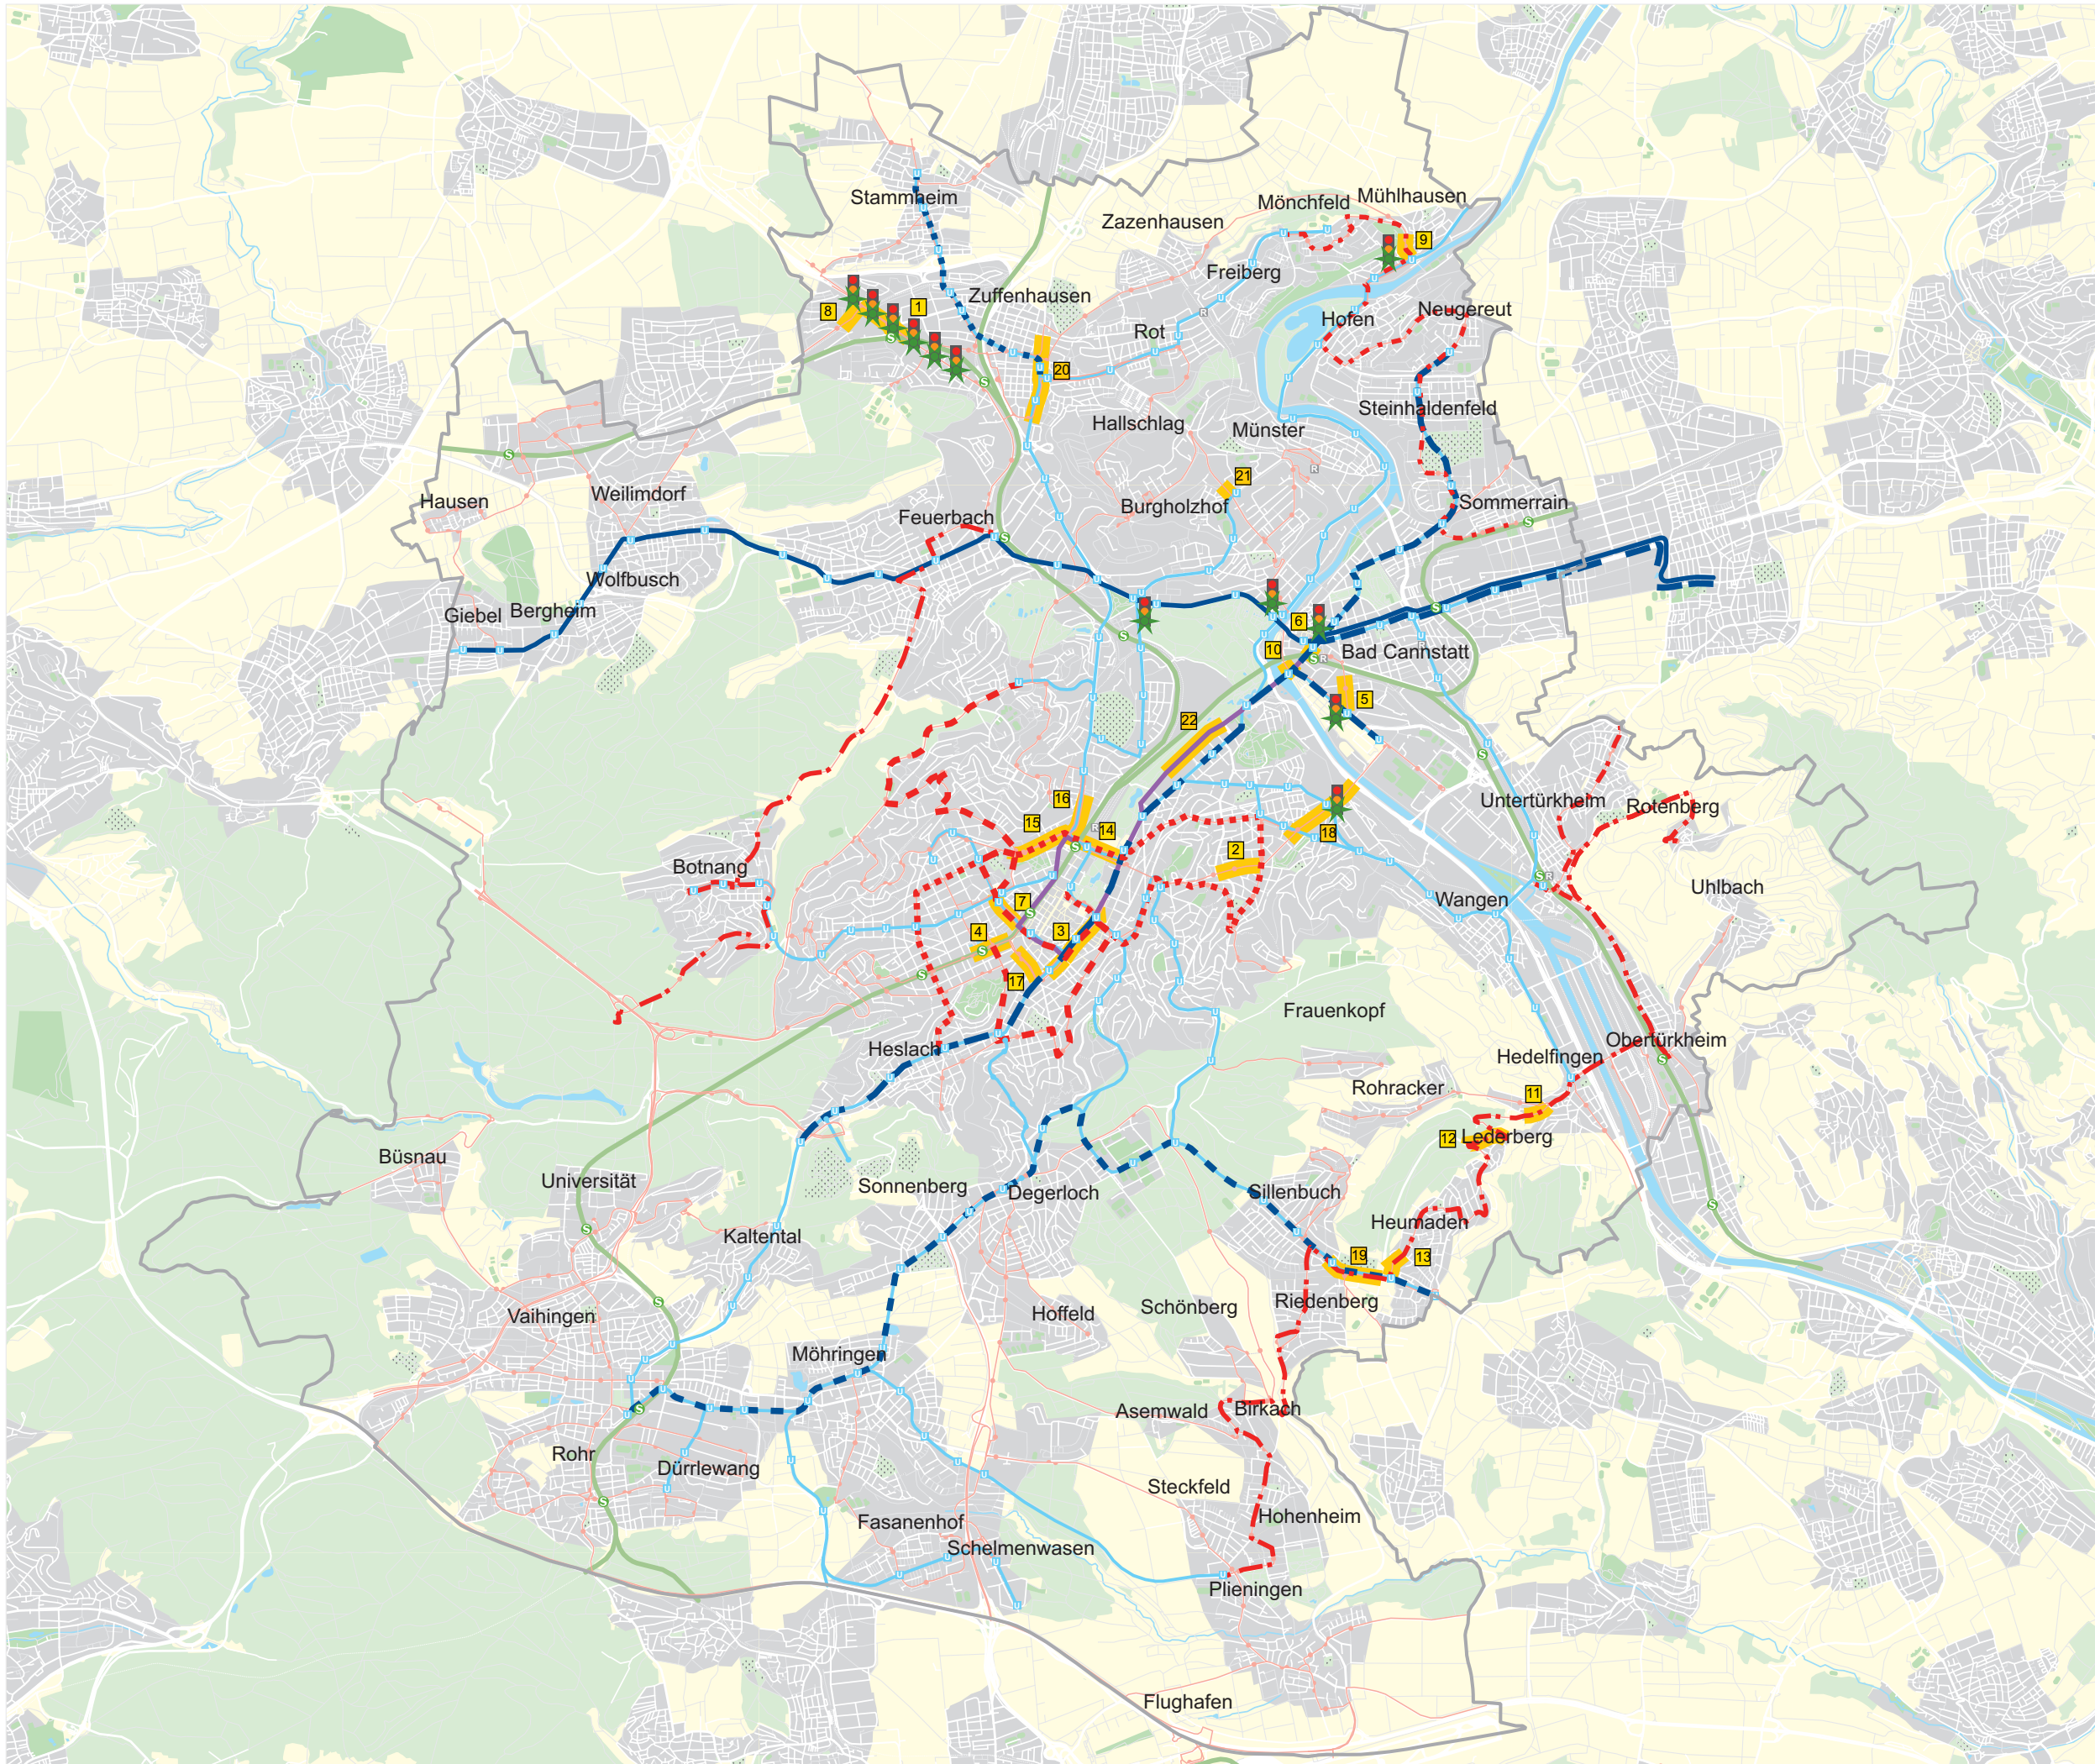 Mühlhausen
Mönchfeld
Stammheim
Zazenhausen
9
Freiberg
Zuffenhausen
1
8
Neugereut
Hofen
Rot
20
Steinhaldenfeld
Hallschlag
Münster
21
Weilimdorf
Hausen
Sommerrain
Burgholzhof
Feuerbach
Wolfbusch
Bergheim
Giebel
6
10
Bad Cannstatt
5
22
16
Untertürkheim
Rotenberg
15
14
18
2
Botnang
Uhlbach
7
Wangen
4
3
17
Frauenkopf
Obertürkheim
Heslach
Hedelfingen
Rohracker
11
12
Lederberg
Büsnau
Universität
Sonnenberg
Degerloch
Sillenbuch
Heumaden
Kaltental
19
13
Riedenberg
Schönberg
Hoffeld
Vaihingen
Möhringen
Birkach
Asemwald
Rohr
Dürrlewang
Steckfeld
Hohenheim
Fasanenhof
Schelmenwasen
Plieningen
Flughafen